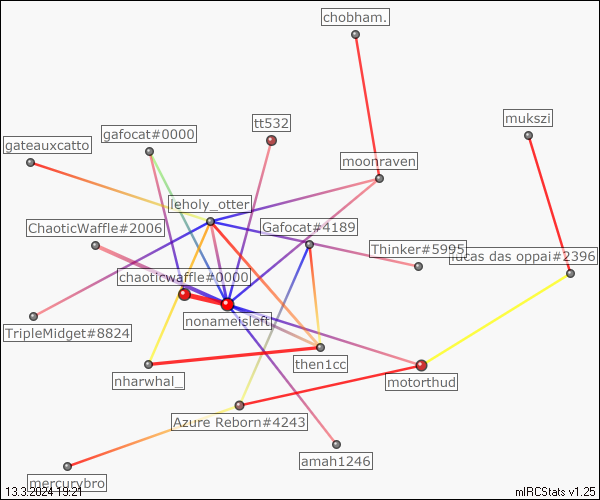 chobham.
mukszi
tt532
gafocat#0000
gateauxcatto
moonraven
leholy_otter
ChaoticWaffle#2006
Gafocat#4189
Thinker#5995
lucas das oppai#2396
chaoticwaffle#0000
nonameisleft
TripleMidget#8824
then1cc
nharwhal_
motorthud
Azure Reborn#4243
amah1246
mercurybro
13.3.2024 19:21
mIRCStats v1.25